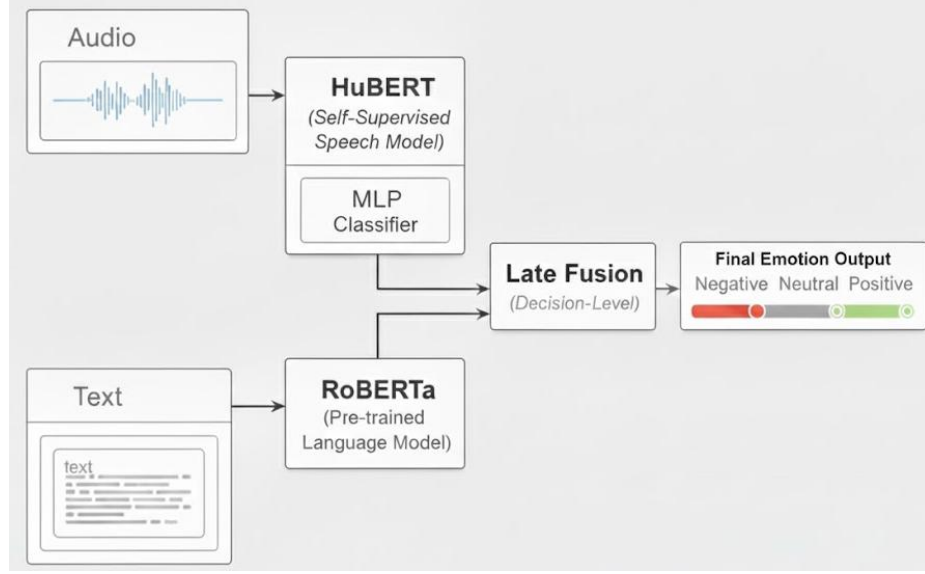 Audio
HuBERT
(Self-Supervised
Speech Model)
MLP
Classifier
Late Fusion
(Decision-Level)
Final Emotion Output
Negative Neutral Positive
Text
text
RoBERTa
(Pre-trained
Language Model)